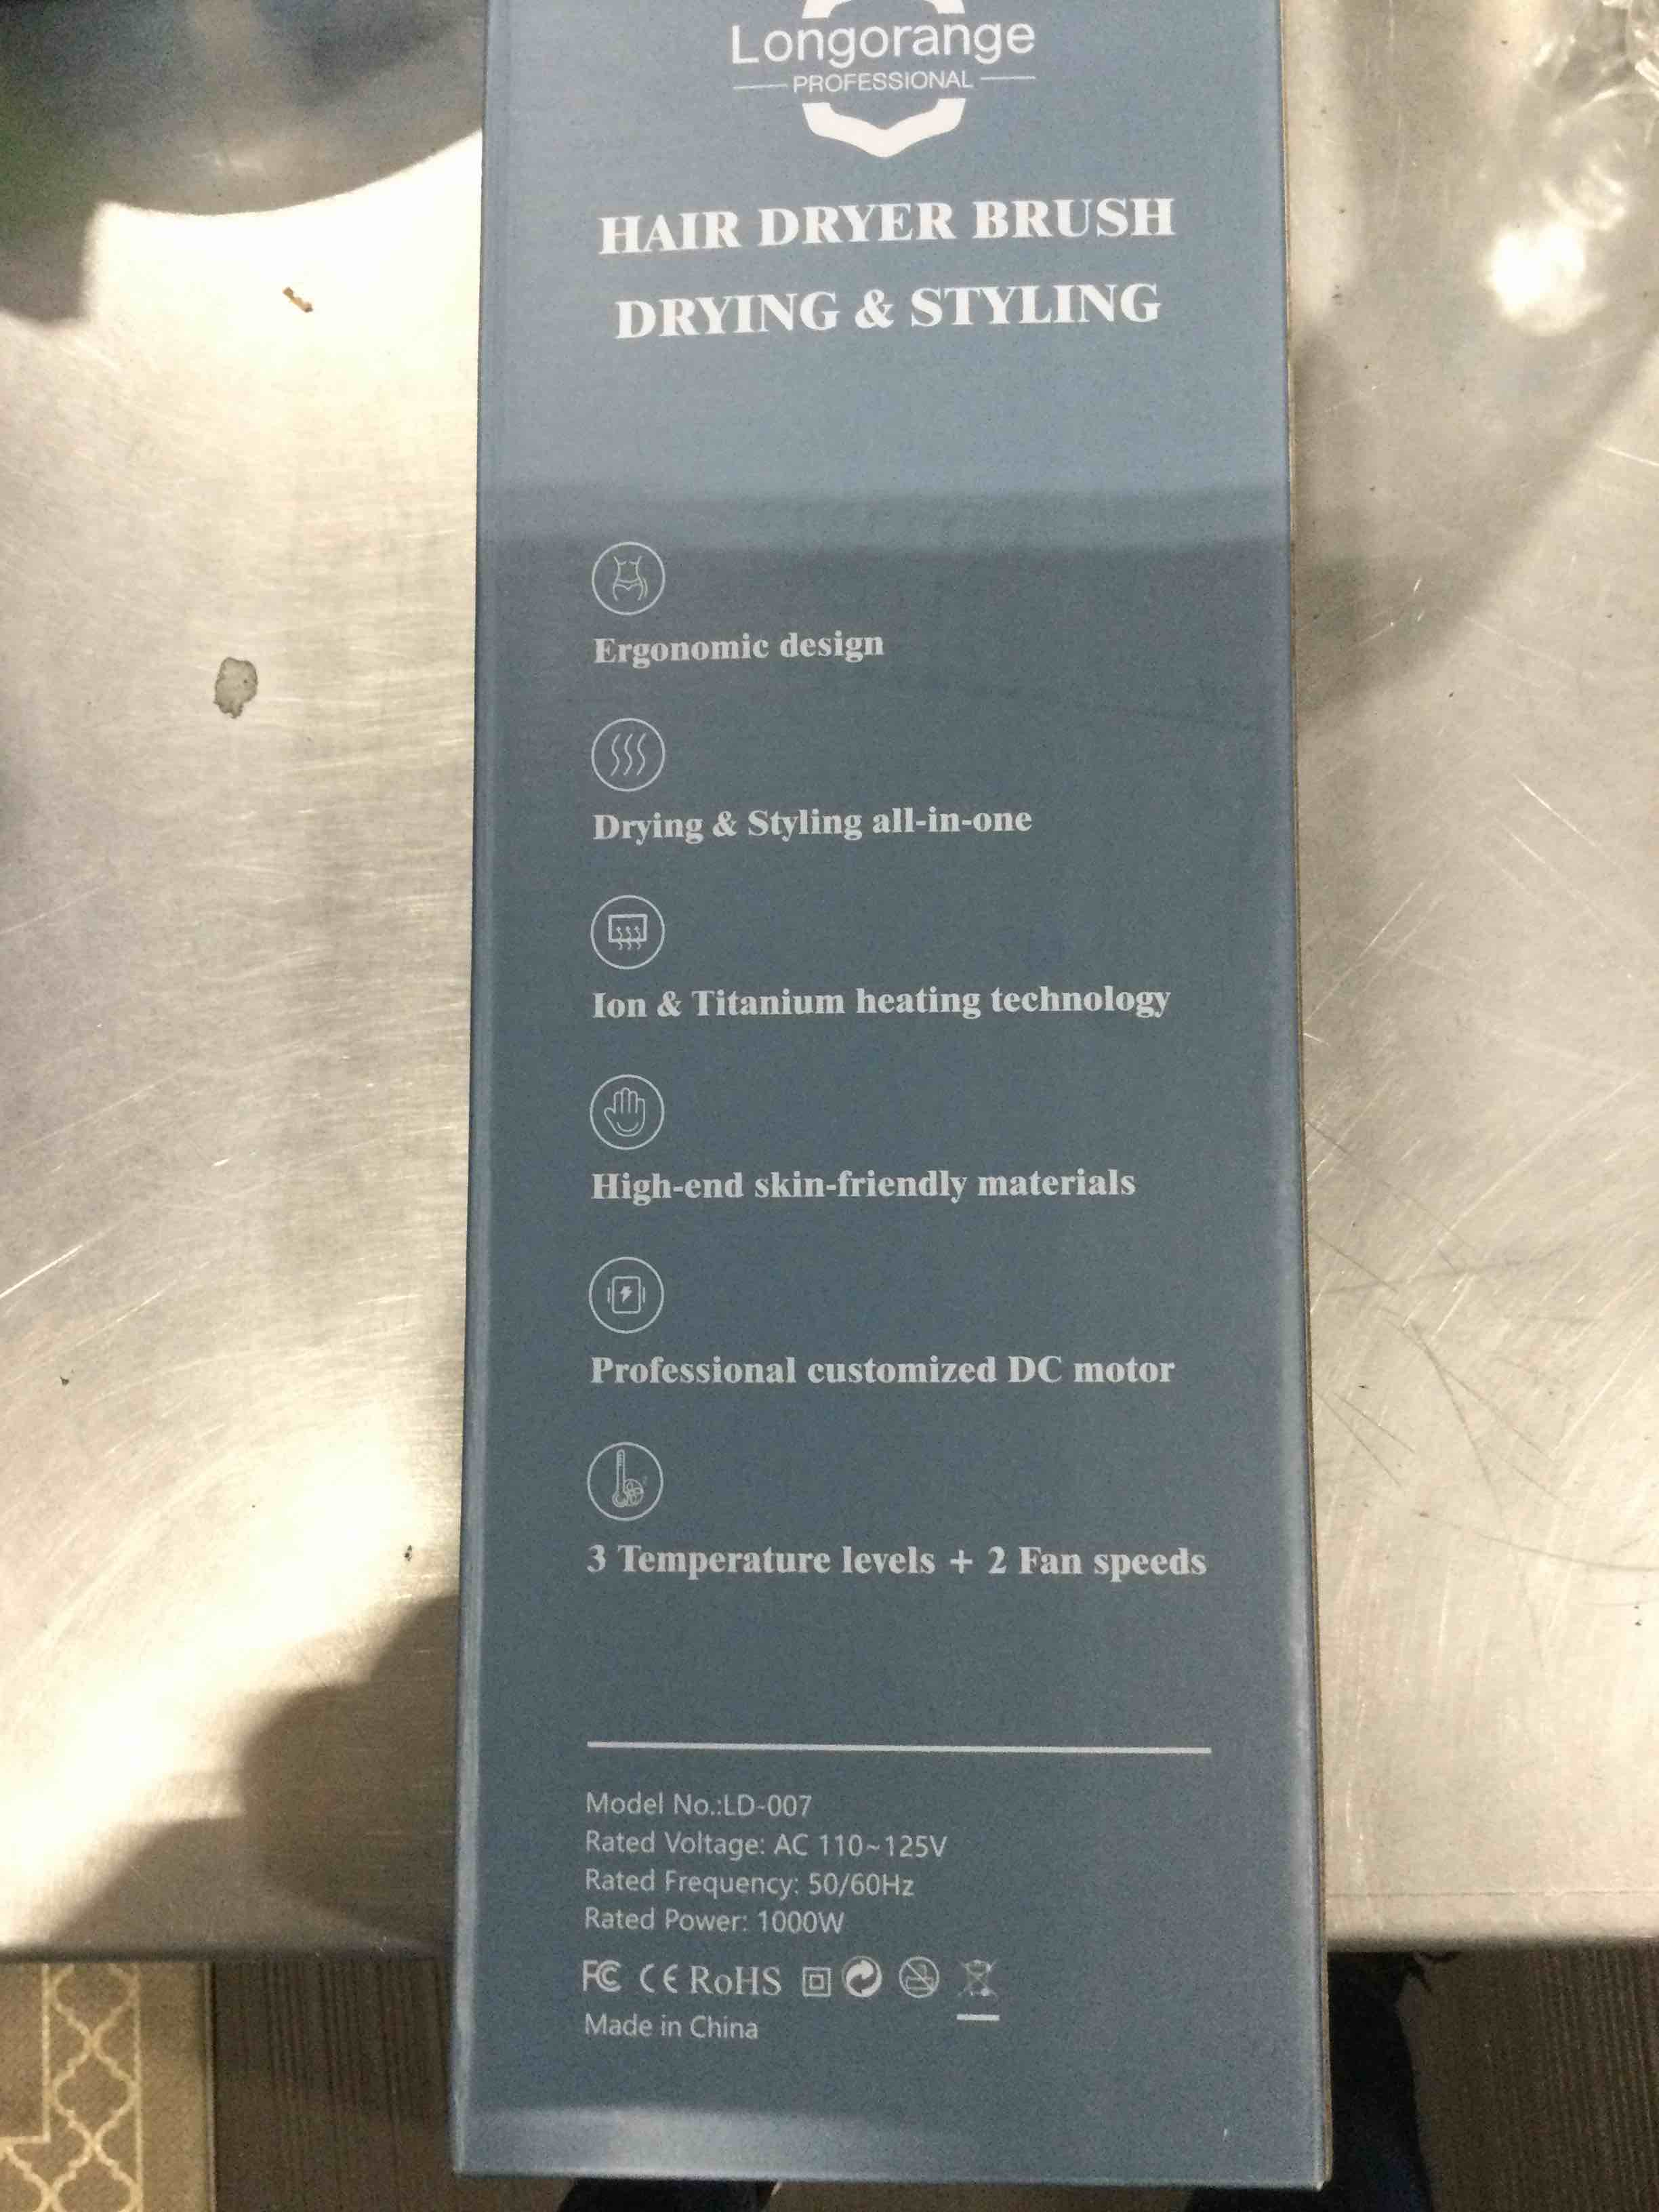 Longorange
PROFESSIONAL
HAIR DRYER BRUSH
DRYING & STYLING
Ergonomic design
Drying & Styling all-in-one
Ion & Titanium heating technology
High-end skin-friendly materials
Professional customized DC motor
3 Temperature levels + 2 Fan speeds
Model No.:LD-007
Rated Voltage: AC 110~125V
Rated Frequency: 50/60Hz
Rated Power: 1000W
FC CE RoHS
Made in China